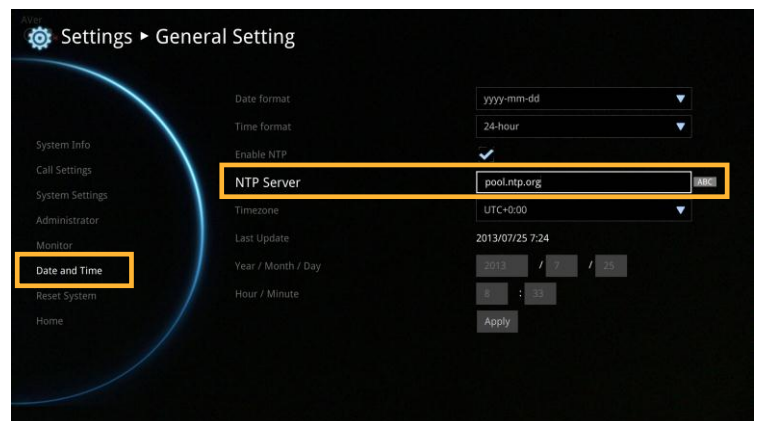 AVer
Settings ▸ General Setting
Date format yyyy-mm-dd
Time format 24-hour
System Info
Enable NTP
Call Settings
NTP Server pool.ntp.org ABC
System Settings
Timezone UTC+0:00
Administrator
Last Update 2013/07/25 7:24
Monitor
Year / Month / Day 2013 / 7 / 25
Date and Time
Hour / Minute 8 : 33
Reset System
Home
Apply